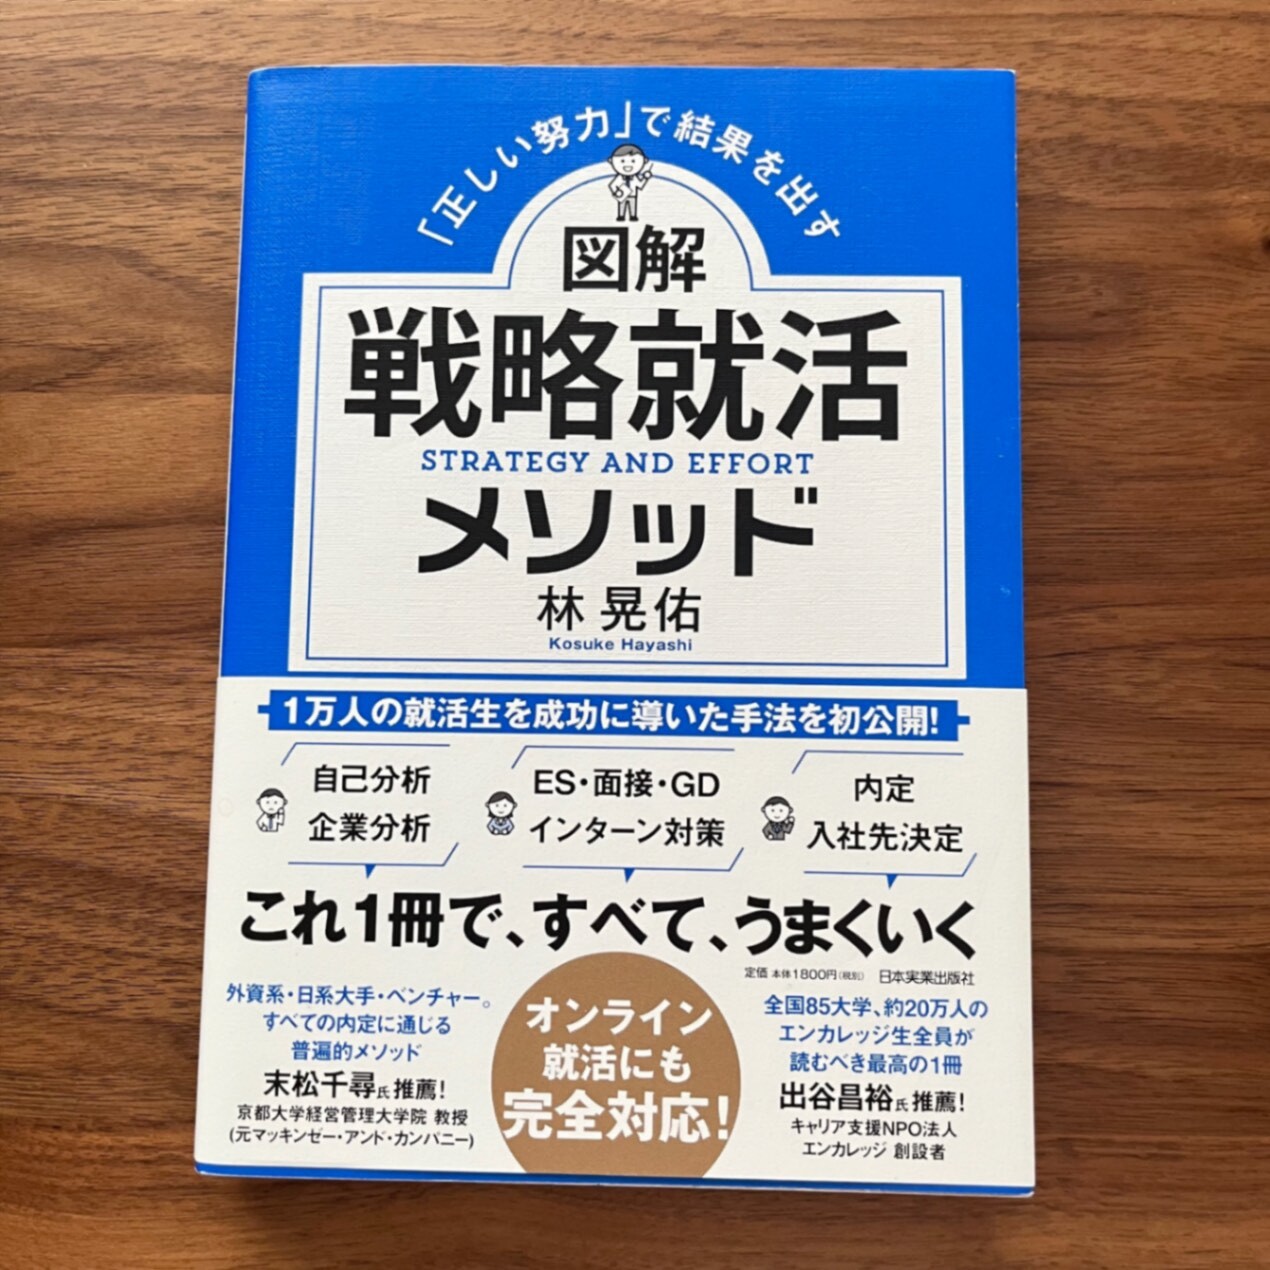 「正しい努力」で結果を出す
図解
戦略就活
STRATEGY AND EFFORT
メソッド
林 晃佑
Kosuke Hayashi
1万人の就活生を成功に導いた手法を初公開!
自己分析
企業分析
ES・面接・GD
インターン対策
内定
入社先決定
これ1冊で、すべて、うまくいく
定価 本体1800円(税別) 日本実業出版社
外資系・日系大手・ベンチャー。
すべての内定に通じる
普遍的メソッド
末松千尋氏推薦!
京都大学経営管理大学院 教授
(元マッキンゼー・アンド・カンパニー)
オンライン
就活にも
完全対応!
全国85大学、約20万人の
エンカレッジ生全員が
読むべき最高の1冊
出谷昌裕氏推薦!
キャリア支援NPO法人
エンカレッジ 創設者